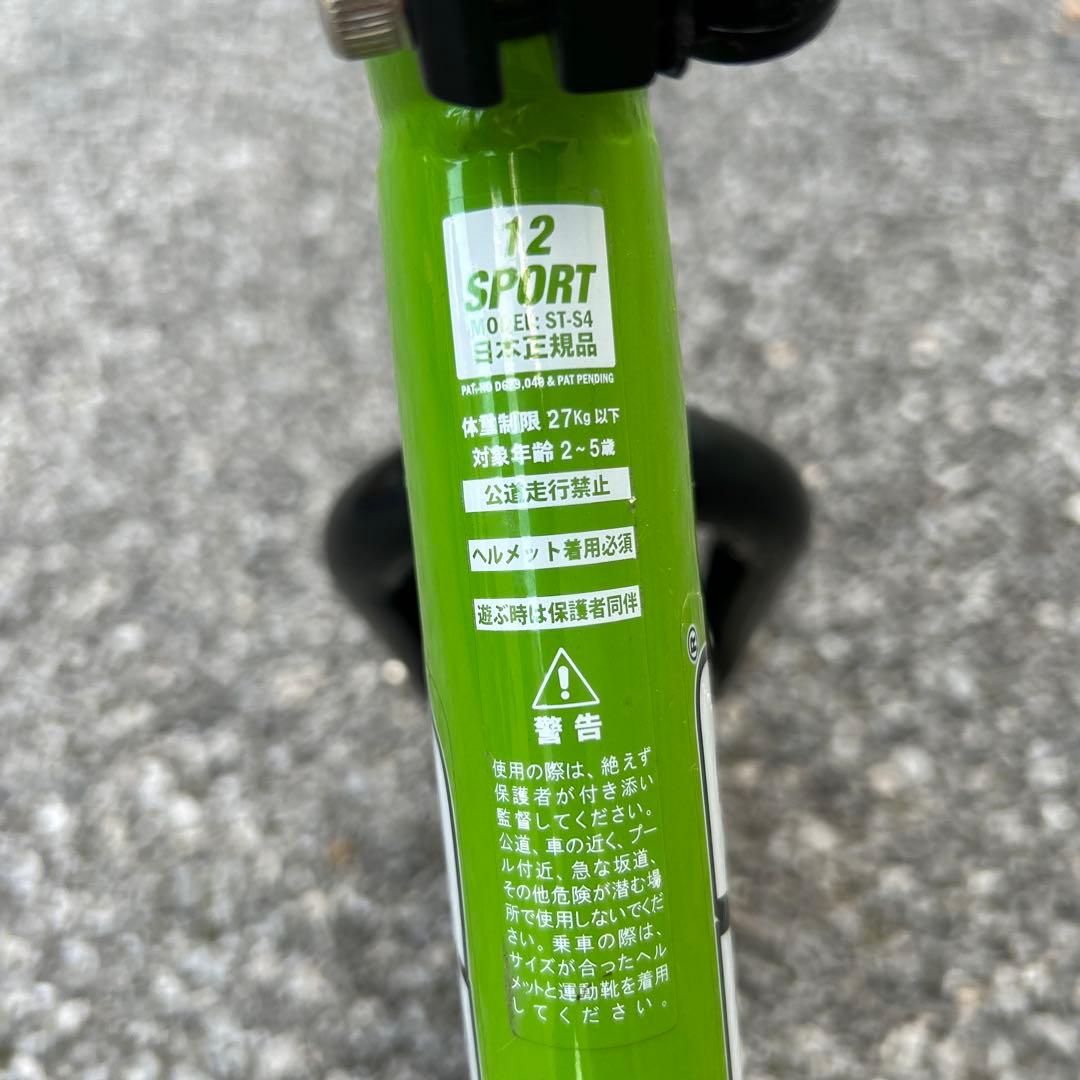 12
SPORT
MODEL: ST-S4
日本正規品
PAT. NO D629,049 & PAT PENDING
体重制限 27Kg 以下
対象年齢 2~5歳
公道走行禁止
ヘルメット着用必須
遊ぶ時は保護者同伴
警告
使用の際は、絶えず
保護者が付き添い
監督してください。
公道、車の近く、プー
ル付近、急な坂道、
その他危険が潜む場
所で使用しないでくだ
さい。乗車の際は、
サイズが合ったヘル
メットと運動靴を着用
してください。
®